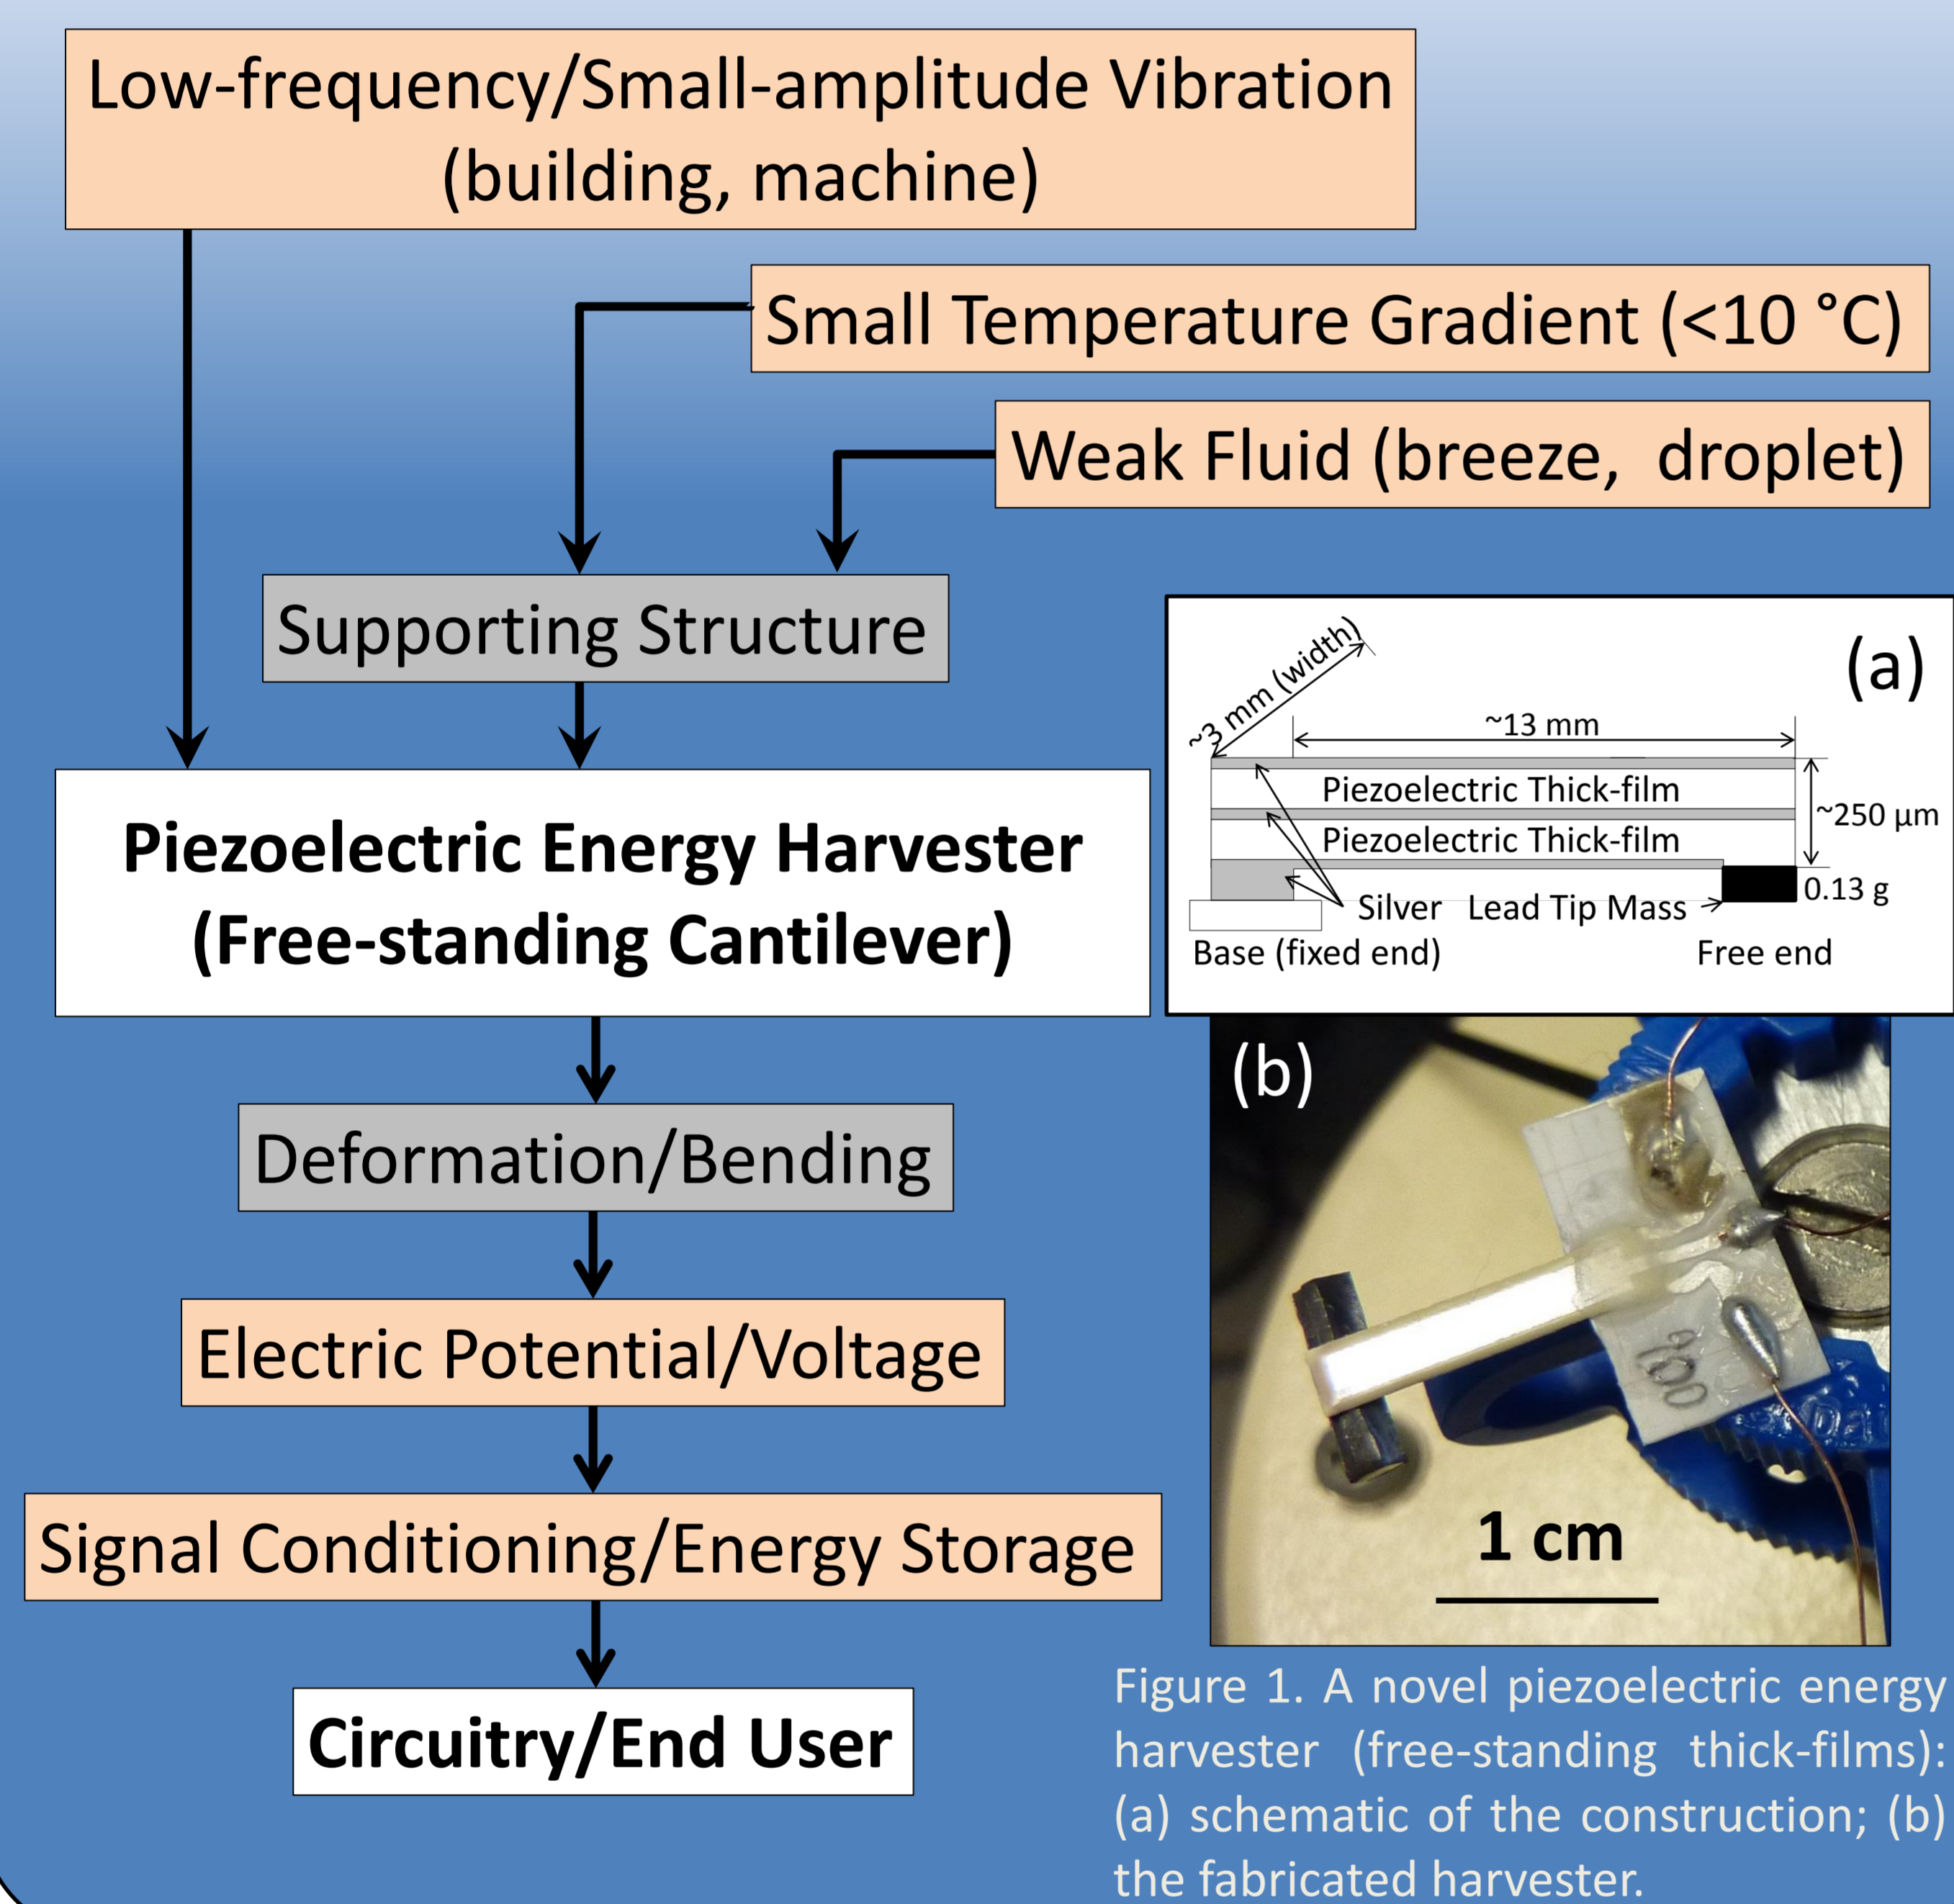 Low-frequency/Small-amplitude Vibration
(building, machine)
Small Temperature Gradient (<10 °C)
Weak Fluid (breeze, droplet)
Supporting Structure
Piezoelectric Energy Harvester
(Free-standing Cantilever)
Deformation/Bending
Electric Potential/Voltage
Signal Conditioning/Energy Storage
Circuitry/End User
(a)
~3 mm (width)
~13 mm
Piezoelectric Thick-film
~250 µm
Piezoelectric Thick-film
Silver Lead Tip Mass
0.13 g
Base (fixed end)
Free end
(b)
900
1 cm
Figure 1. A novel piezoelectric energy
harvester (free-standing thick-films):
(a) schematic of the construction; (b)
the fabricated harvester.